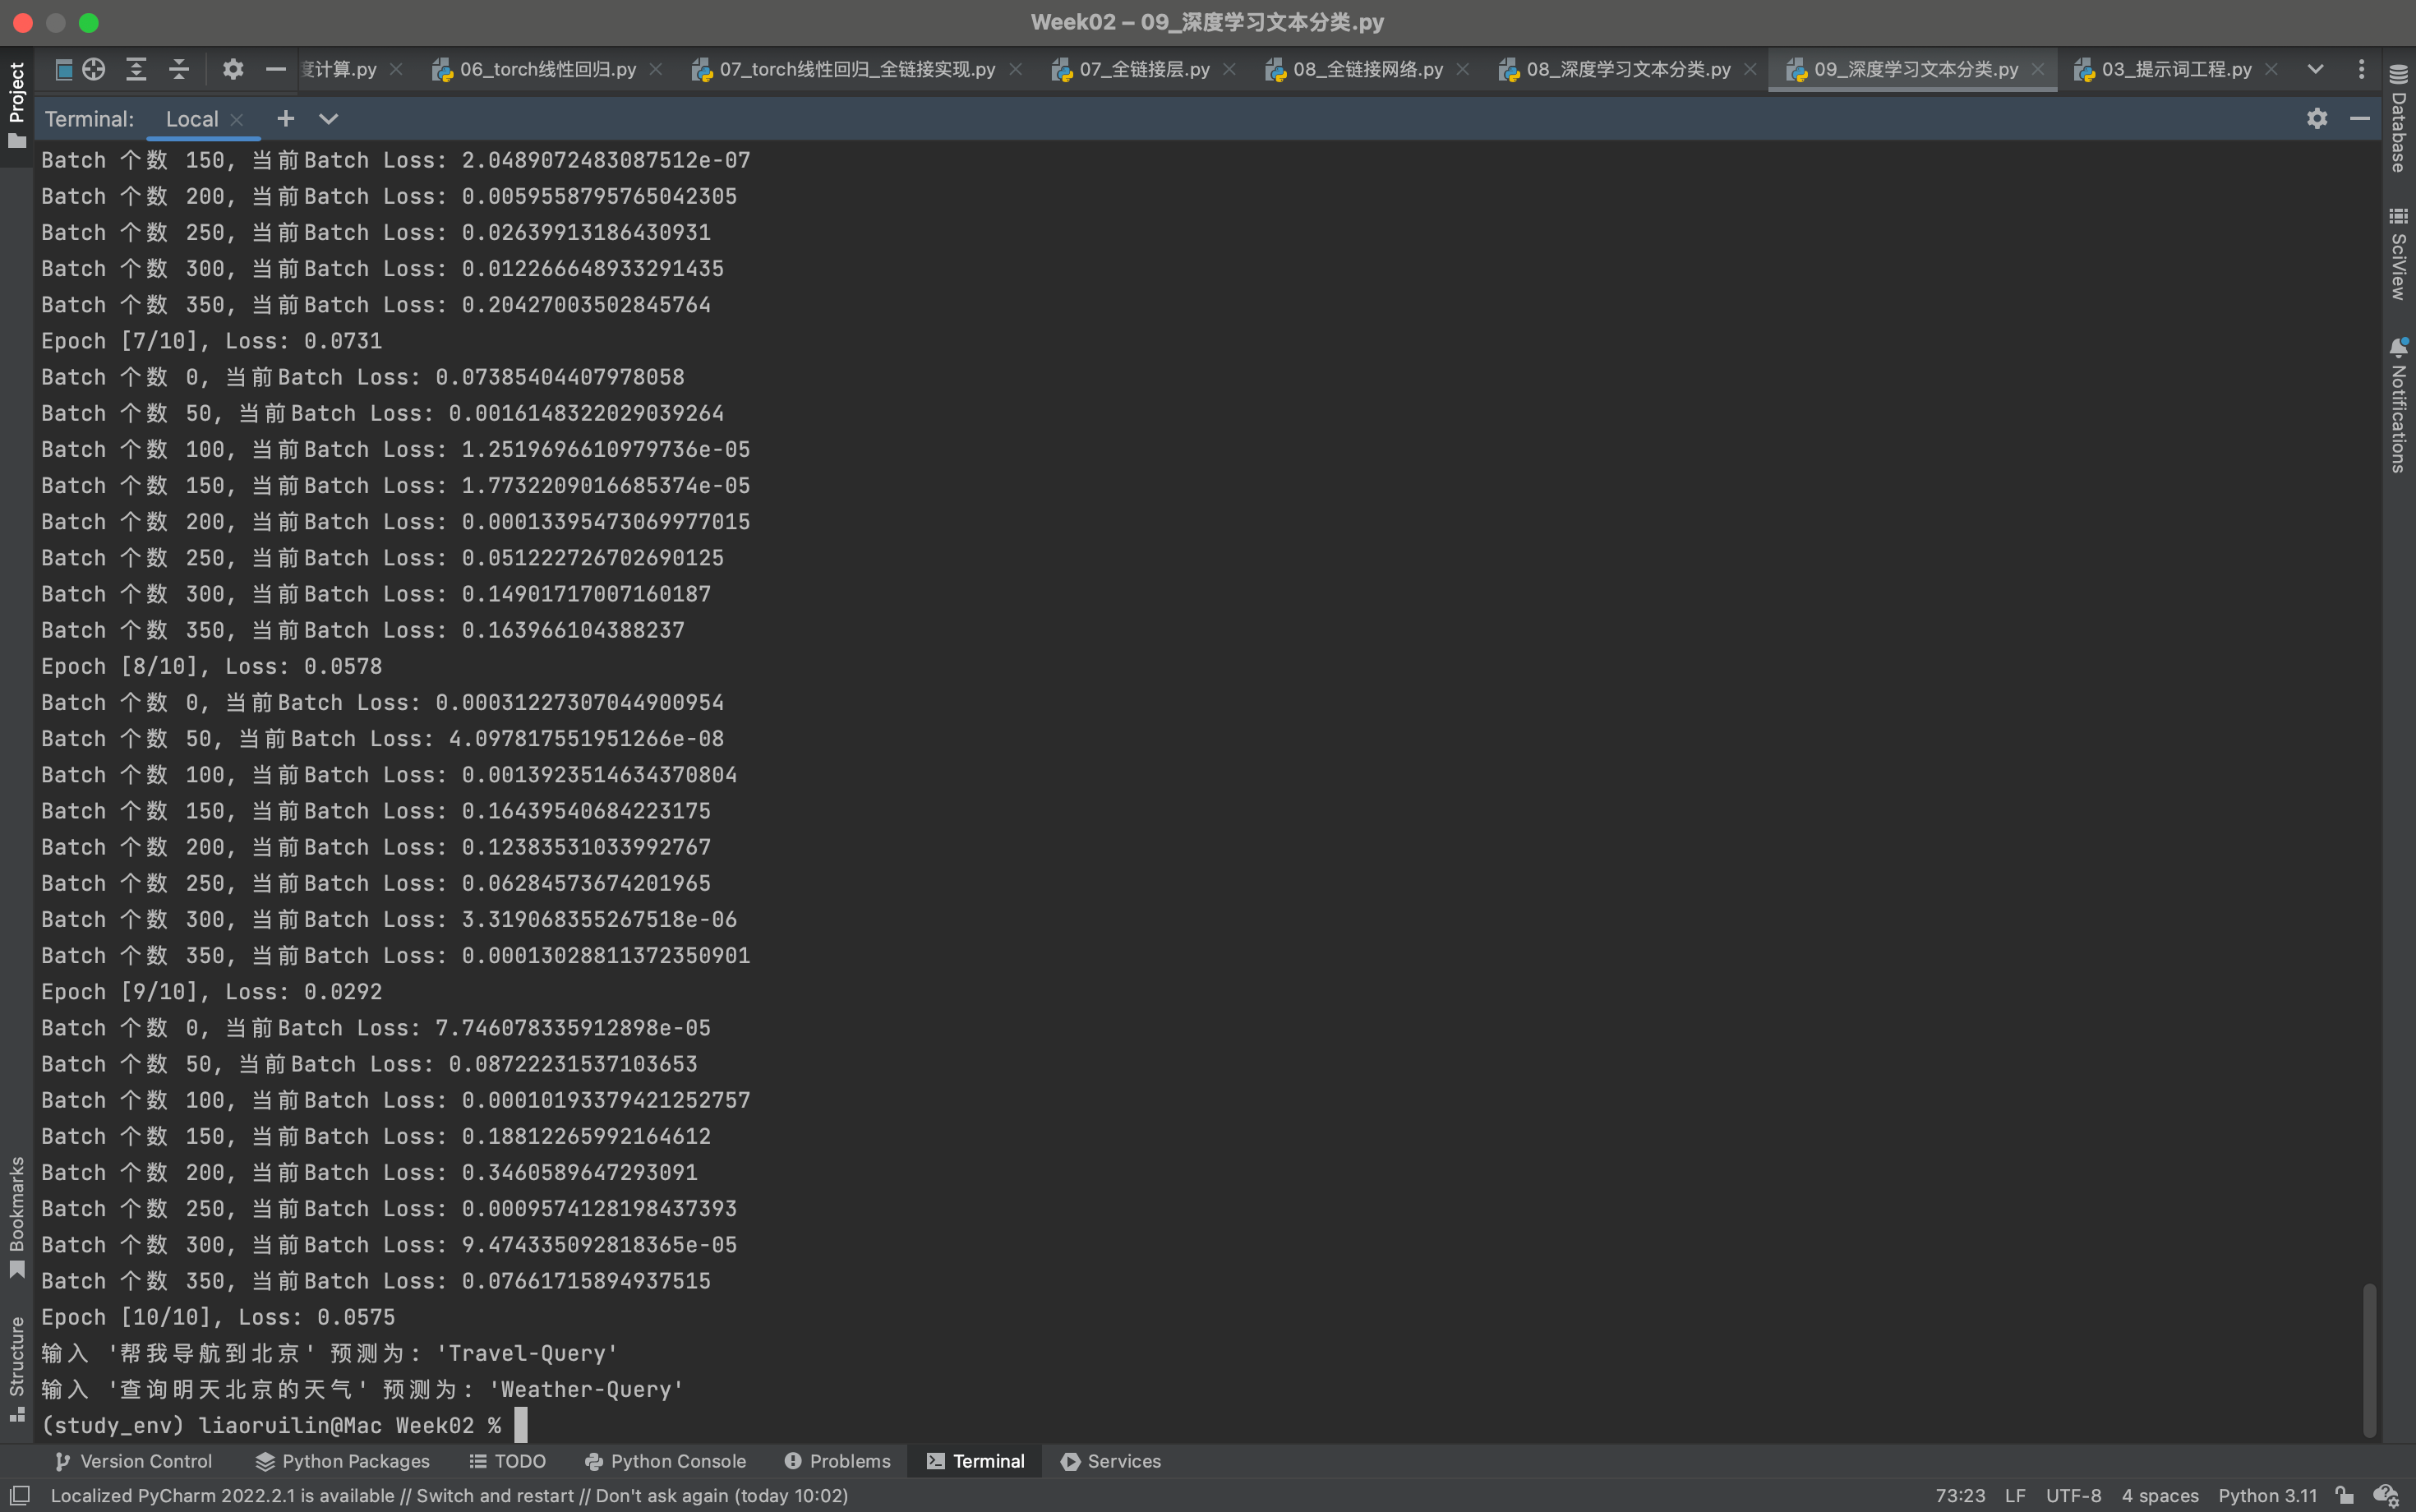 Week02 – 09_深度学习文本分类.py
Project
度计算.py
06_torch线性回归.py
07_torch线性回归_全链接实现.py
07_全链接层.py
08_全链接网络.py
08_深度学习文本分类.py
09_深度学习文本分类.py
03_提示词工程.py
Terminal: Local
Batch 个数 150, 当前Batch Loss: 2.0489072483087512e-07
Batch 个数 200, 当前Batch Loss: 0.0059558795765042305
Batch 个数 250, 当前Batch Loss: 0.02639913186430931
Batch 个数 300, 当前Batch Loss: 0.012266648933291435
Batch 个数 350, 当前Batch Loss: 0.20427003502845764
Epoch [7/10], Loss: 0.0731
Batch 个数 0, 当前Batch Loss: 0.07385404407978058
Batch 个数 50, 当前Batch Loss: 0.0016148322029039264
Batch 个数 100, 当前Batch Loss: 1.2519696610979736e-05
Batch 个数 150, 当前Batch Loss: 1.7732209016685374e-05
Batch 个数 200, 当前Batch Loss: 0.00013395473069977015
Batch 个数 250, 当前Batch Loss: 0.051222726702690125
Batch 个数 300, 当前Batch Loss: 0.14901717007160187
Batch 个数 350, 当前Batch Loss: 0.163966104388237
Epoch [8/10], Loss: 0.0578
Batch 个数 0, 当前Batch Loss: 0.00031227307044900954
Batch 个数 50, 当前Batch Loss: 4.097817551951266e-08
Batch 个数 100, 当前Batch Loss: 0.0013923514634370804
Batch 个数 150, 当前Batch Loss: 0.16439540684223175
Batch 个数 200, 当前Batch Loss: 0.12383531033992767
Batch 个数 250, 当前Batch Loss: 0.06284573674201965
Batch 个数 300, 当前Batch Loss: 3.319068355267518e-06
Batch 个数 350, 当前Batch Loss: 0.00013028811372350901
Epoch [9/10], Loss: 0.0292
Batch 个数 0, 当前Batch Loss: 7.746078335912898e-05
Batch 个数 50, 当前Batch Loss: 0.08722231537103653
Batch 个数 100, 当前Batch Loss: 0.00010193379421252757
Batch 个数 150, 当前Batch Loss: 0.18812265992164612
Batch 个数 200, 当前Batch Loss: 0.3460589647293091
Batch 个数 250, 当前Batch Loss: 0.0009574128198437393
Batch 个数 300, 当前Batch Loss: 9.474335092818365e-05
Batch 个数 350, 当前Batch Loss: 0.07661715894937515
Epoch [10/10], Loss: 0.0575
输入 '帮我导航到北京' 预测为: 'Travel-Query'
输入 '查询明天北京的天气' 预测为: 'Weather-Query'
(study_env) liaoruilin@Mac Week02 %
Database
SciView
Notifications
Bookmarks
Structure
Version Control
Python Packages
TODO
Python Console
Problems
Terminal
Services
Localized PyCharm 2022.2.1 is available // Switch and restart // Don't ask again (today 10:02)
73:23 LF UTF-8 4 spaces Python 3.11